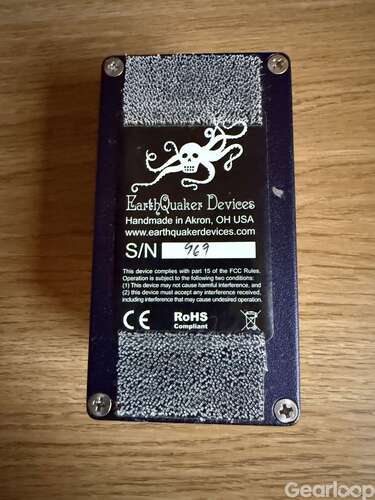 EarthQuaker Devices
Handmade in Akron, OH USA
www.earthquakerdevices.com
S/N 969
This device complies with part 15 of the FCC Rules.
Operation is subject to the following two conditions:
(1) This device may not cause harmful interference, and
(2) this device must accept any interference received,
including interference that may cause undesired operation.
CE RoHS
Compliant
Gearloop